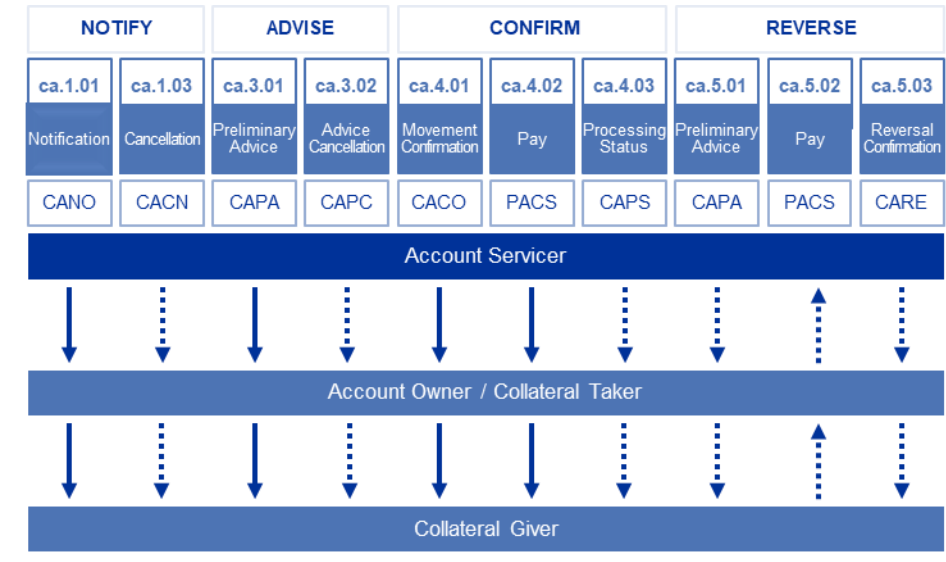 NOTIFY ADVISE CONFIRM REVERSE
ca.1.01 ca.1.03 ca.3.01 ca.3.02 ca.4.01 ca.4.02 ca.4.03 ca.5.01 ca.5.02 ca.5.03
Notification Cancellation Preliminary Advice Advice Cancellation Movement Confirmation Pay Processing Status Preliminary Advice Pay Reversal Confirmation
CANO CACN CAPA CAPC CACO PACS CAPS CAPA PACS CARE
Account Servicer
Account Owner / Collateral Taker
Collateral Giver